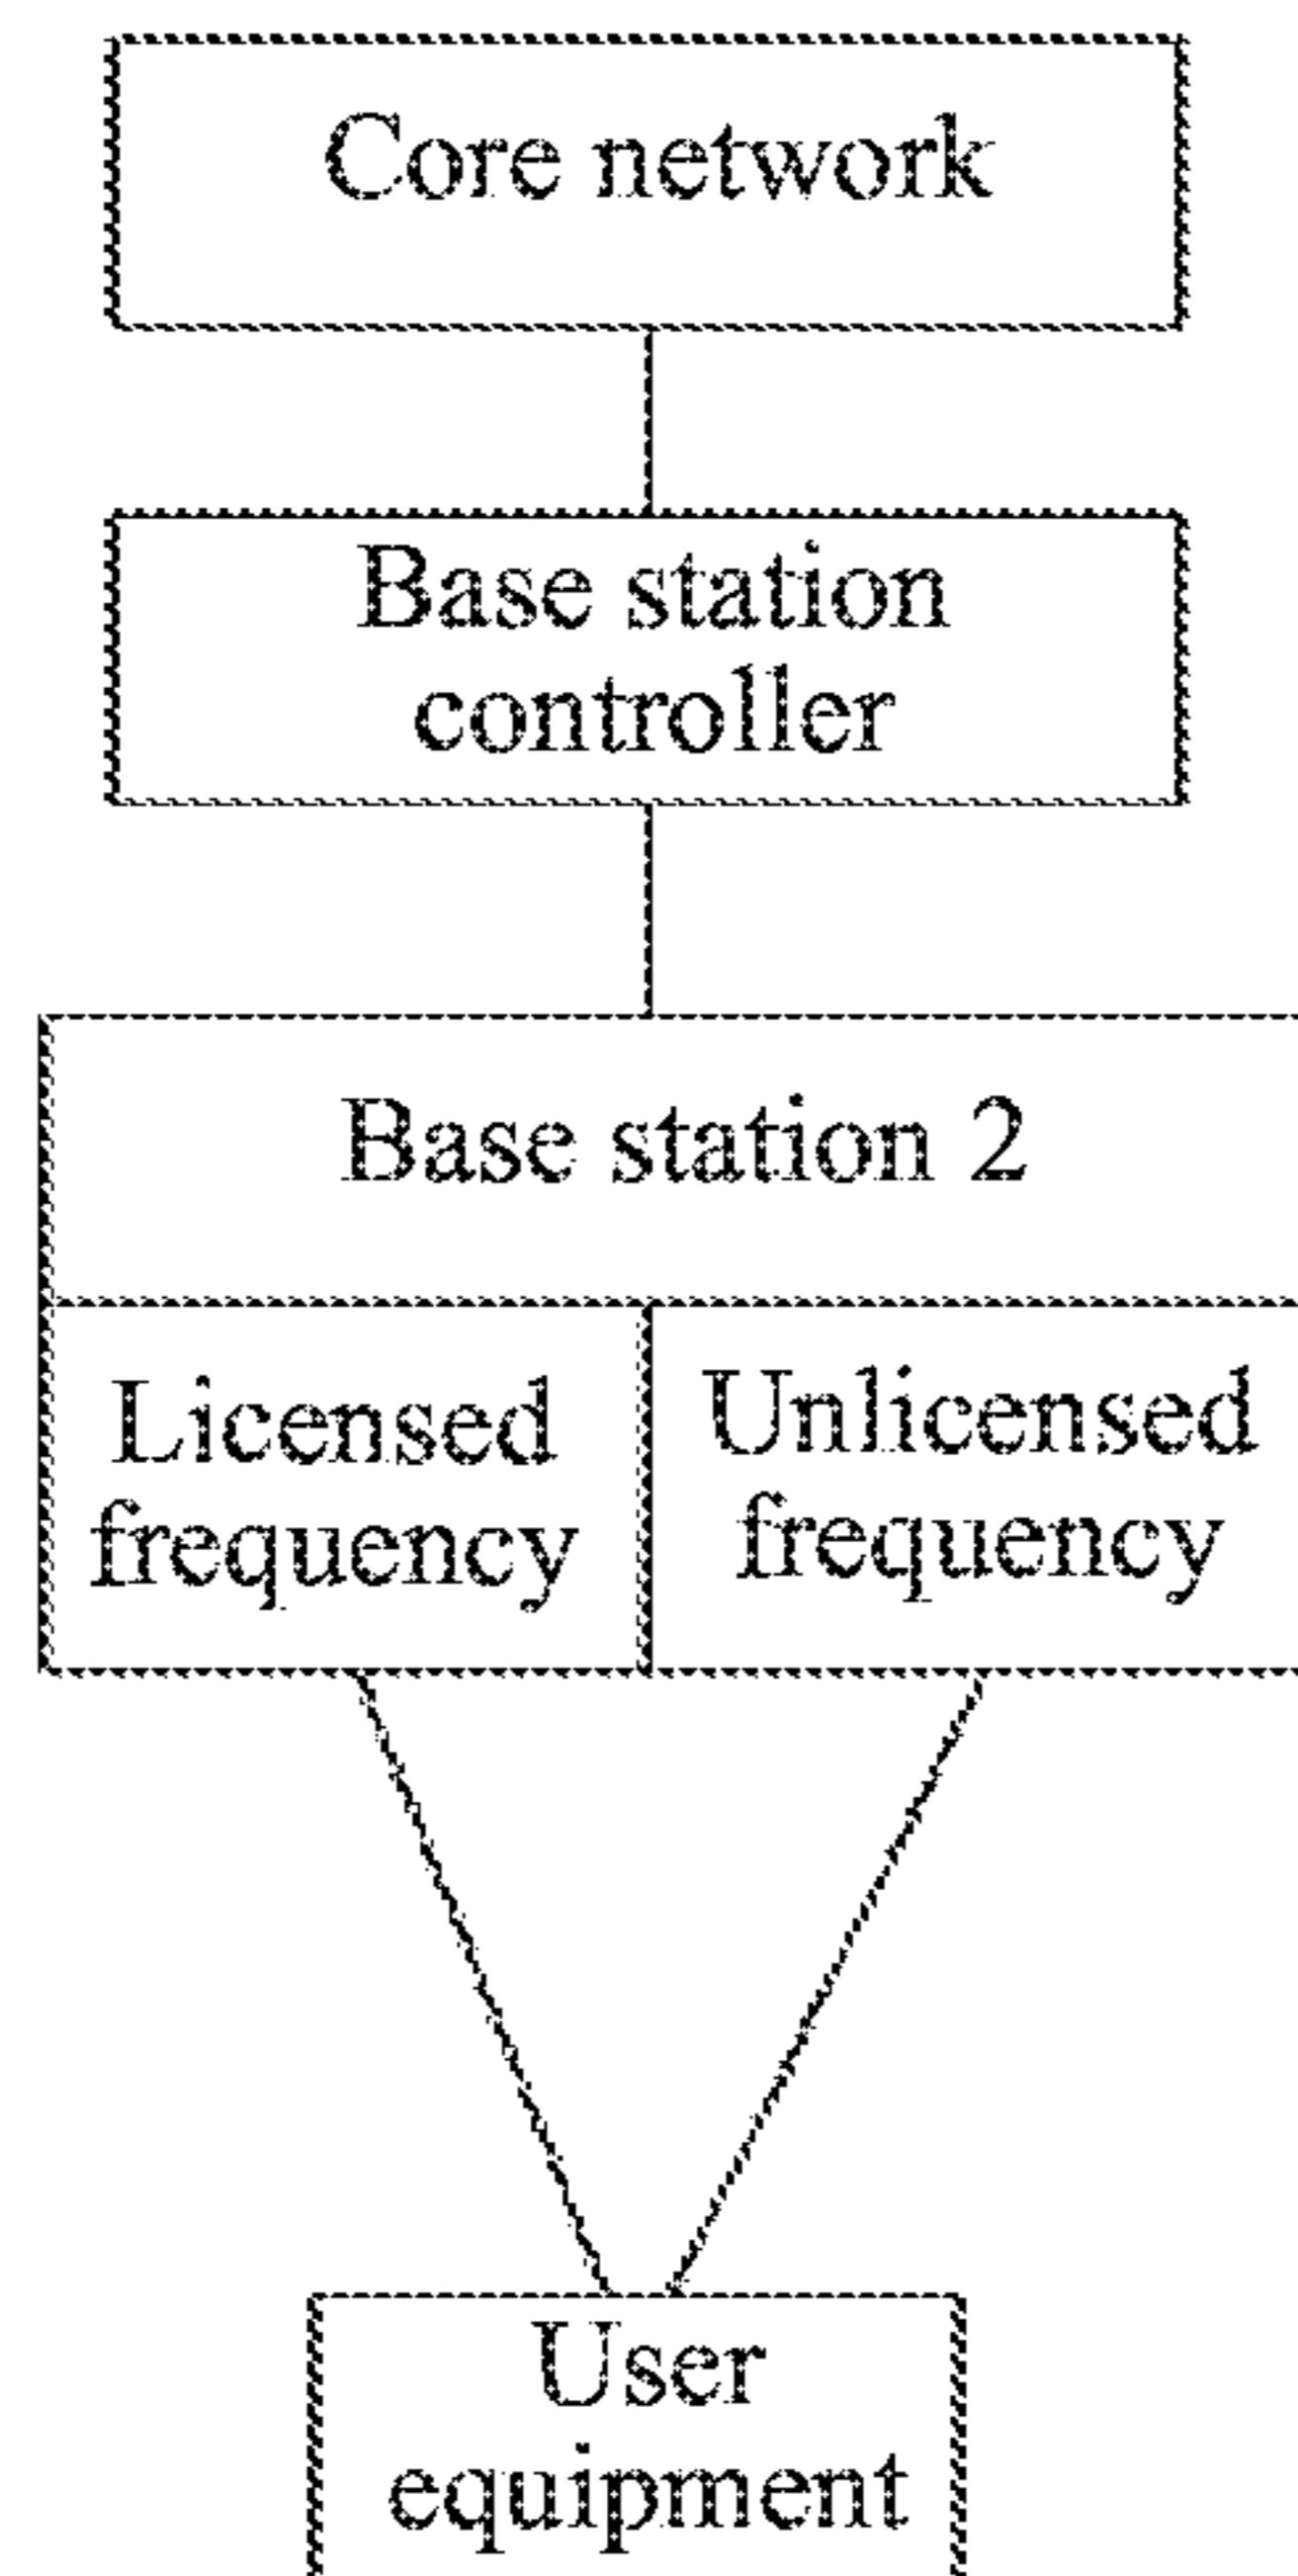 Core network
Base station
controller
Base station 2
Licensed
frequency
Unlicensed
frequency
User
equipment